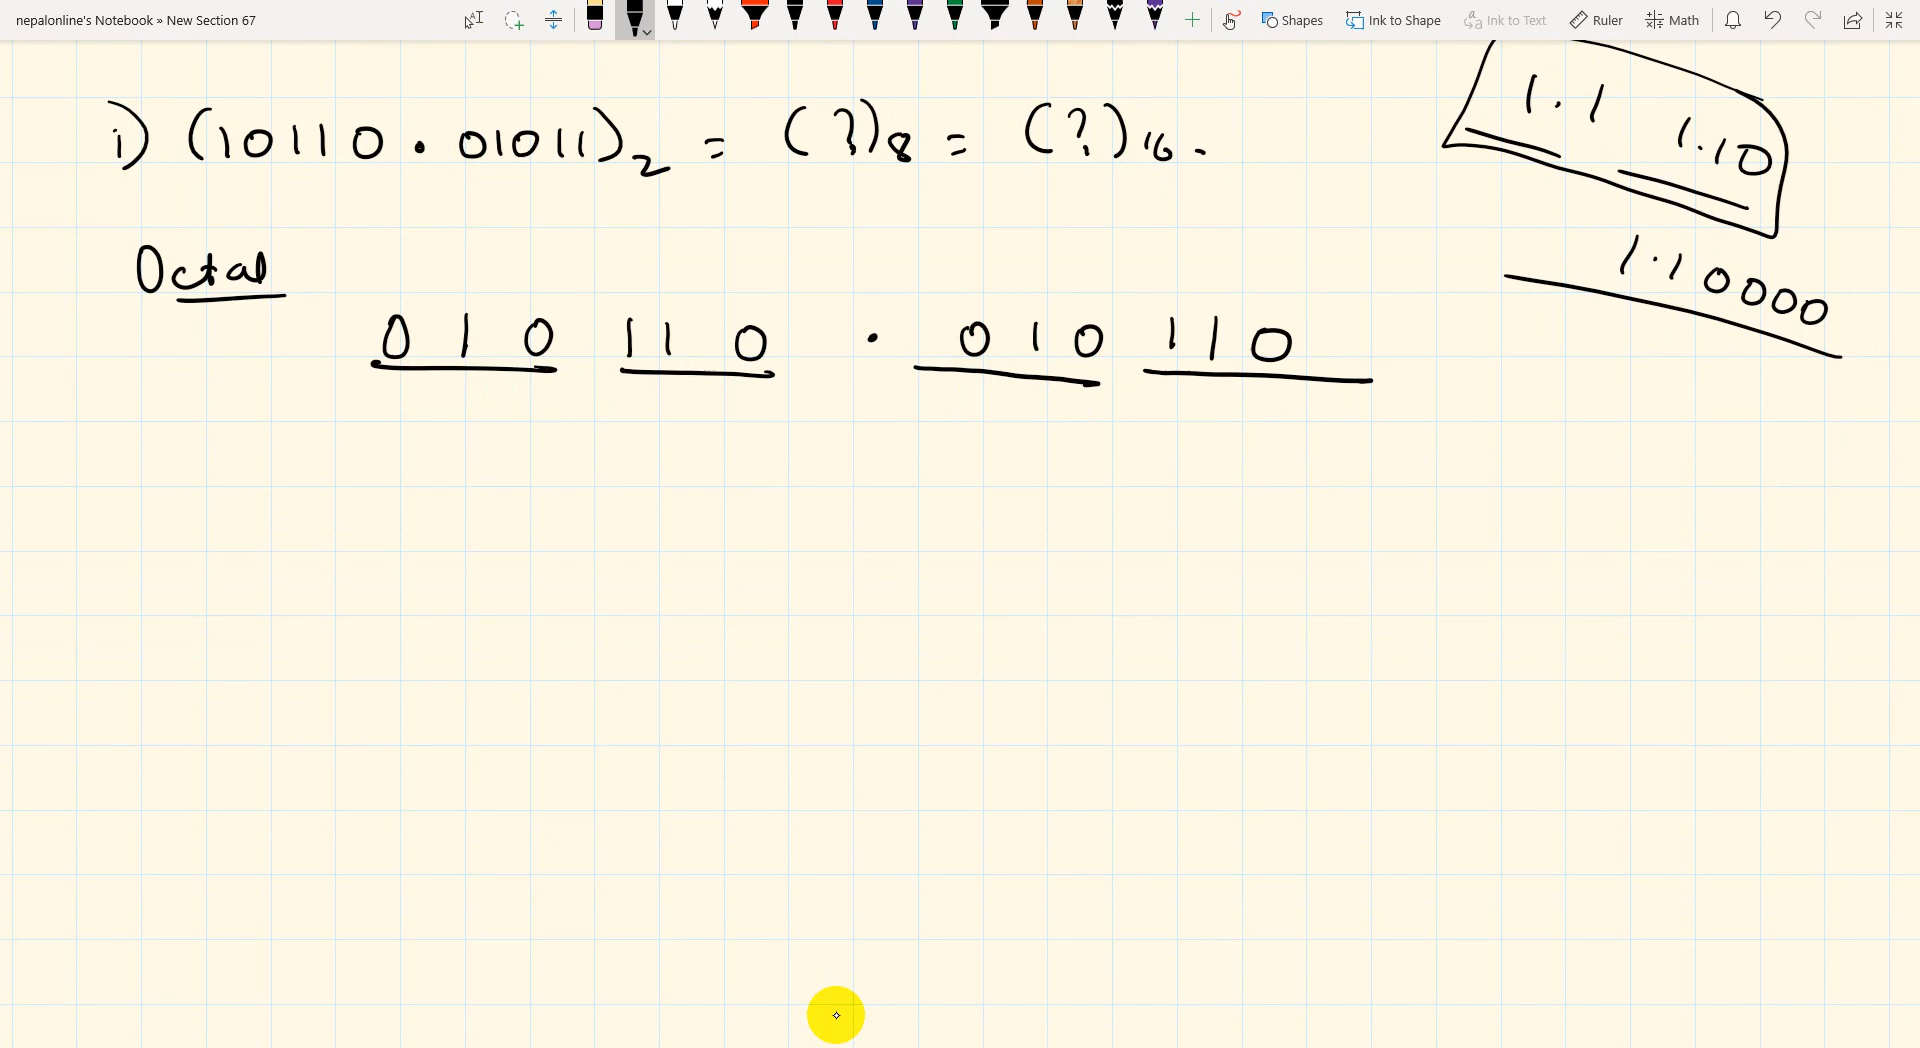 nepalonline's Notebook » New Section 67
Shapes
Ink to Shape
Ink to Text
Ruler
Math
i) (10110.01011)₂ = (?)₈ = (?)₁₆.
1.1
1.10
1.10000
Octal
010 110 . 010 110